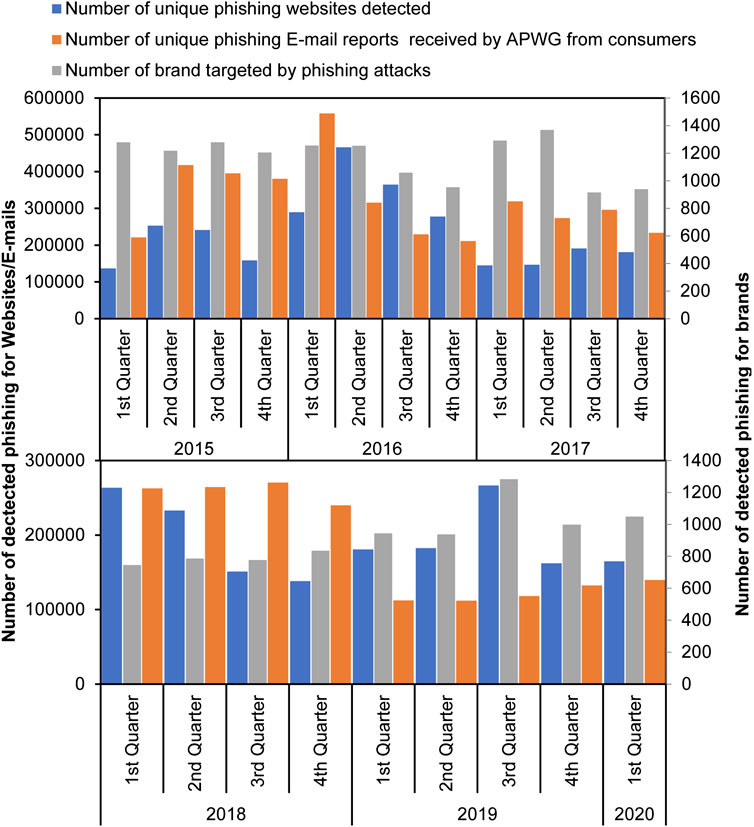 Number of unique phishing websites detected
Number of unique phishing E-mail reports received by APWG from consumers
Number of brand targeted by phishing attacks
Number of dectected phishing for Websites/E-mails
600000
500000
400000
300000
200000
100000
0
1600
1400
1200
1000
800
600
400
200
0
Number of detected phishing for brands
1st Quarter
2nd Quarter
3rd Quarter
4th Quarter
1st Quarter
2nd Quarter
3rd Quarter
4th Quarter
1st Quarter
2nd Quarter
3rd Quarter
4th Quarter
2015
2016
2017
300000
200000
100000
0
1400
1200
1000
800
600
400
200
0
1st Quarter
2nd Quarter
3rd Quarter
4th Quarter
1st Quarter
2nd Quarter
3rd Quarter
4th Quarter
1st Quarter
2018
2019
2020